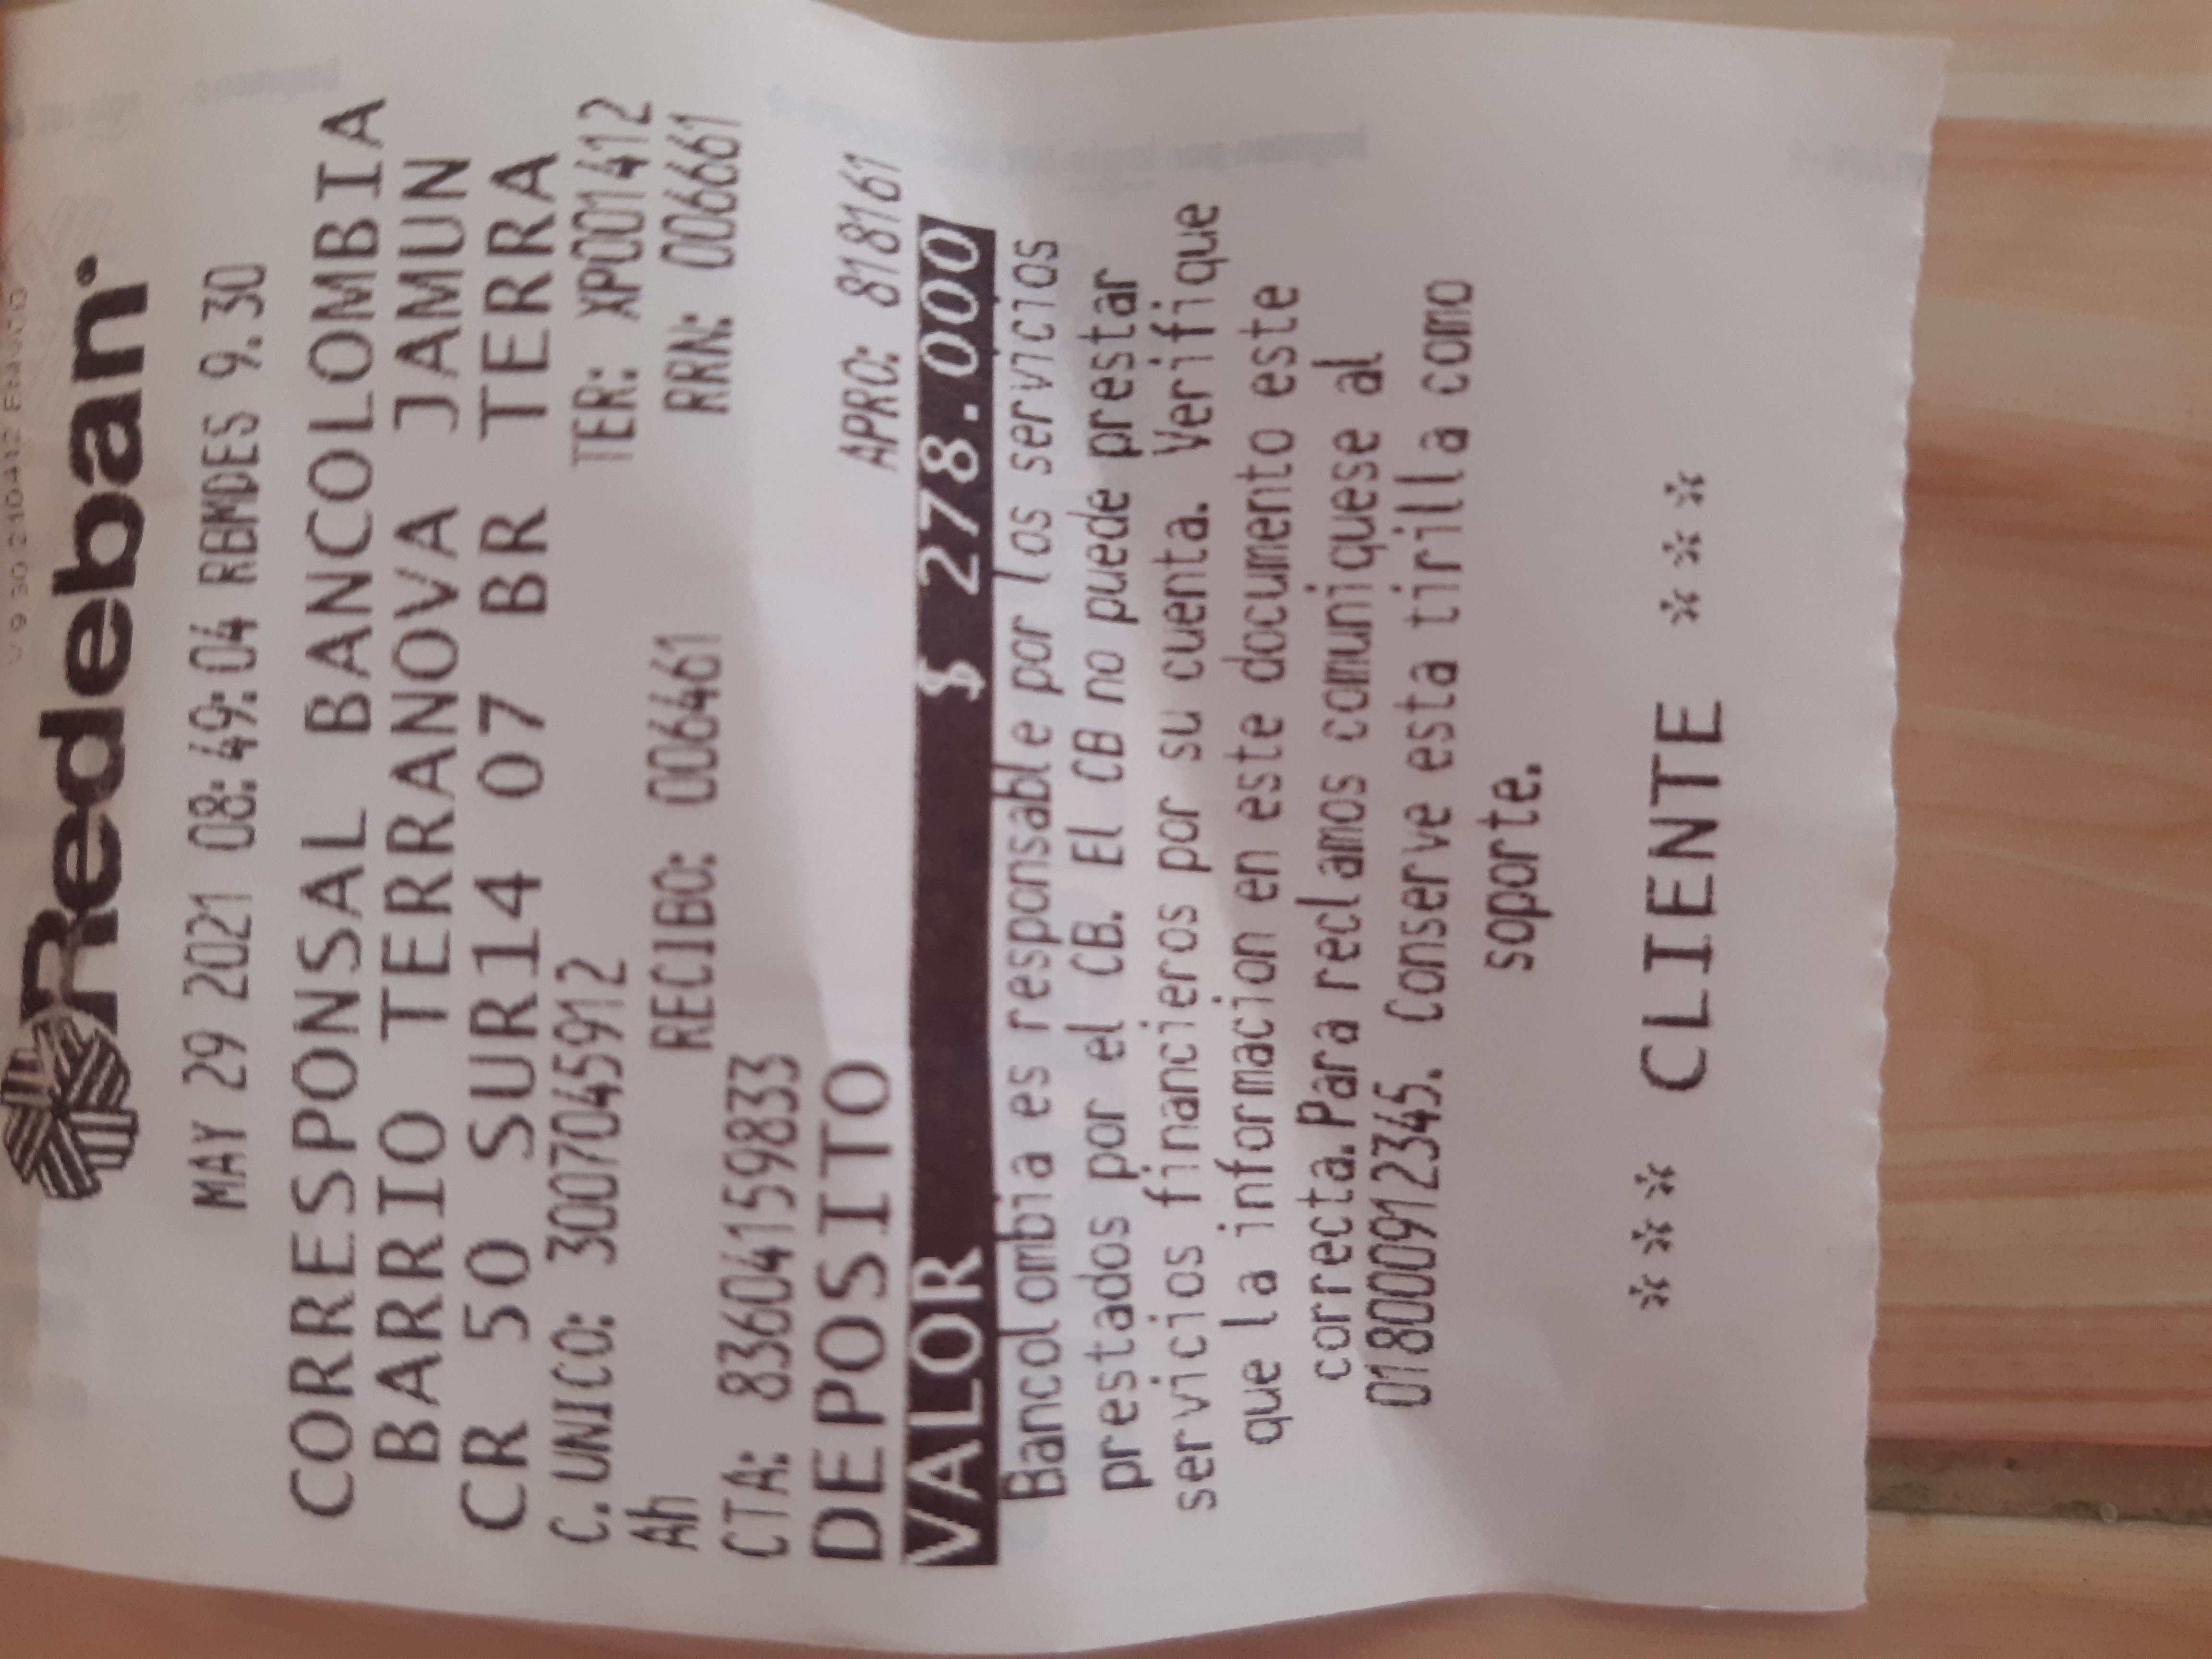 Redeban
MAY 29 2021 08:49:04 RBMDES 9.30
CORRESPONSAL BANCOLOMBIA
BARRIO TERRANOVA JAMUN
CR 50 SUR14 07 BR TERRA
C.UNICO: 3007045912 TER: XP001412
Ah RECIBO: 006461 RRN: 006661
CTA: 83604159833
DEPOSITO APRO: 818161
VALOR $ 278.000
Bancolombia es responsable por los servicios
prestados por el CB. El CB no puede prestar
servicios financieros por su cuenta. Verifique
que la informacion en este documento este
correcta.Para reclamos comuniquese al
018000912345. Conserve esta tirilla como
soporte.
*** CLIENTE ***